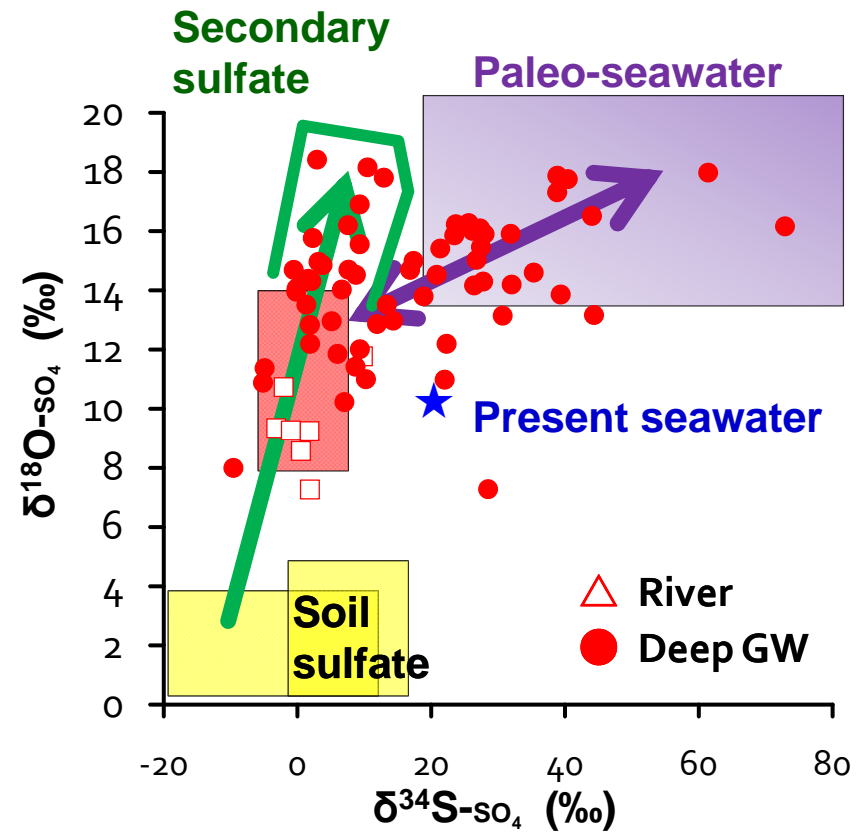 Secondary
sulfate
Paleo-seawater
20
18
16
14
12
10
8
6
4
2
0
δ18O-SO4 (‰)
Present seawater
Soil
sulfate
River
Deep GW
-20 0 20 40 60 80
δ34S-SO4 (‰)